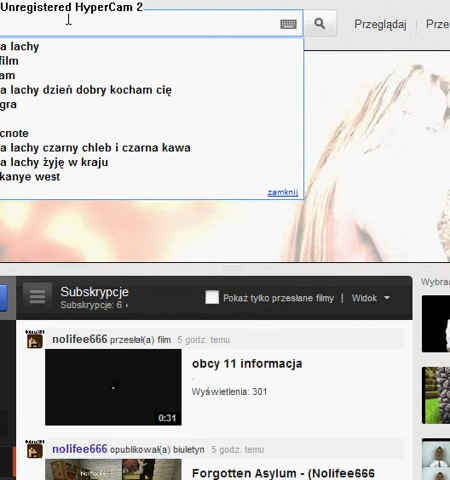 Unregistered HyperCam 2
a lachy
film
am
Przeglądaj | Prze
a lachy dzień dobry kocham cię
gra
cnote
a lachy czarny chleb i czarna kawa
a lachy żyję w kraju
kanye west
zamknij
Subskrypcje
Subskrypcje: 6 ›
Pokaż tylko przesłane filmy | Widok
Wybran
nolifee666 przesłał(a) film 5 godz. temu
obcy 11 informacja
Wyświetlenia: 301
0:31
nolifee666 opublikował(a) biuletyn 5 godz. temu
Forgotten Asylum - (Nolifee666